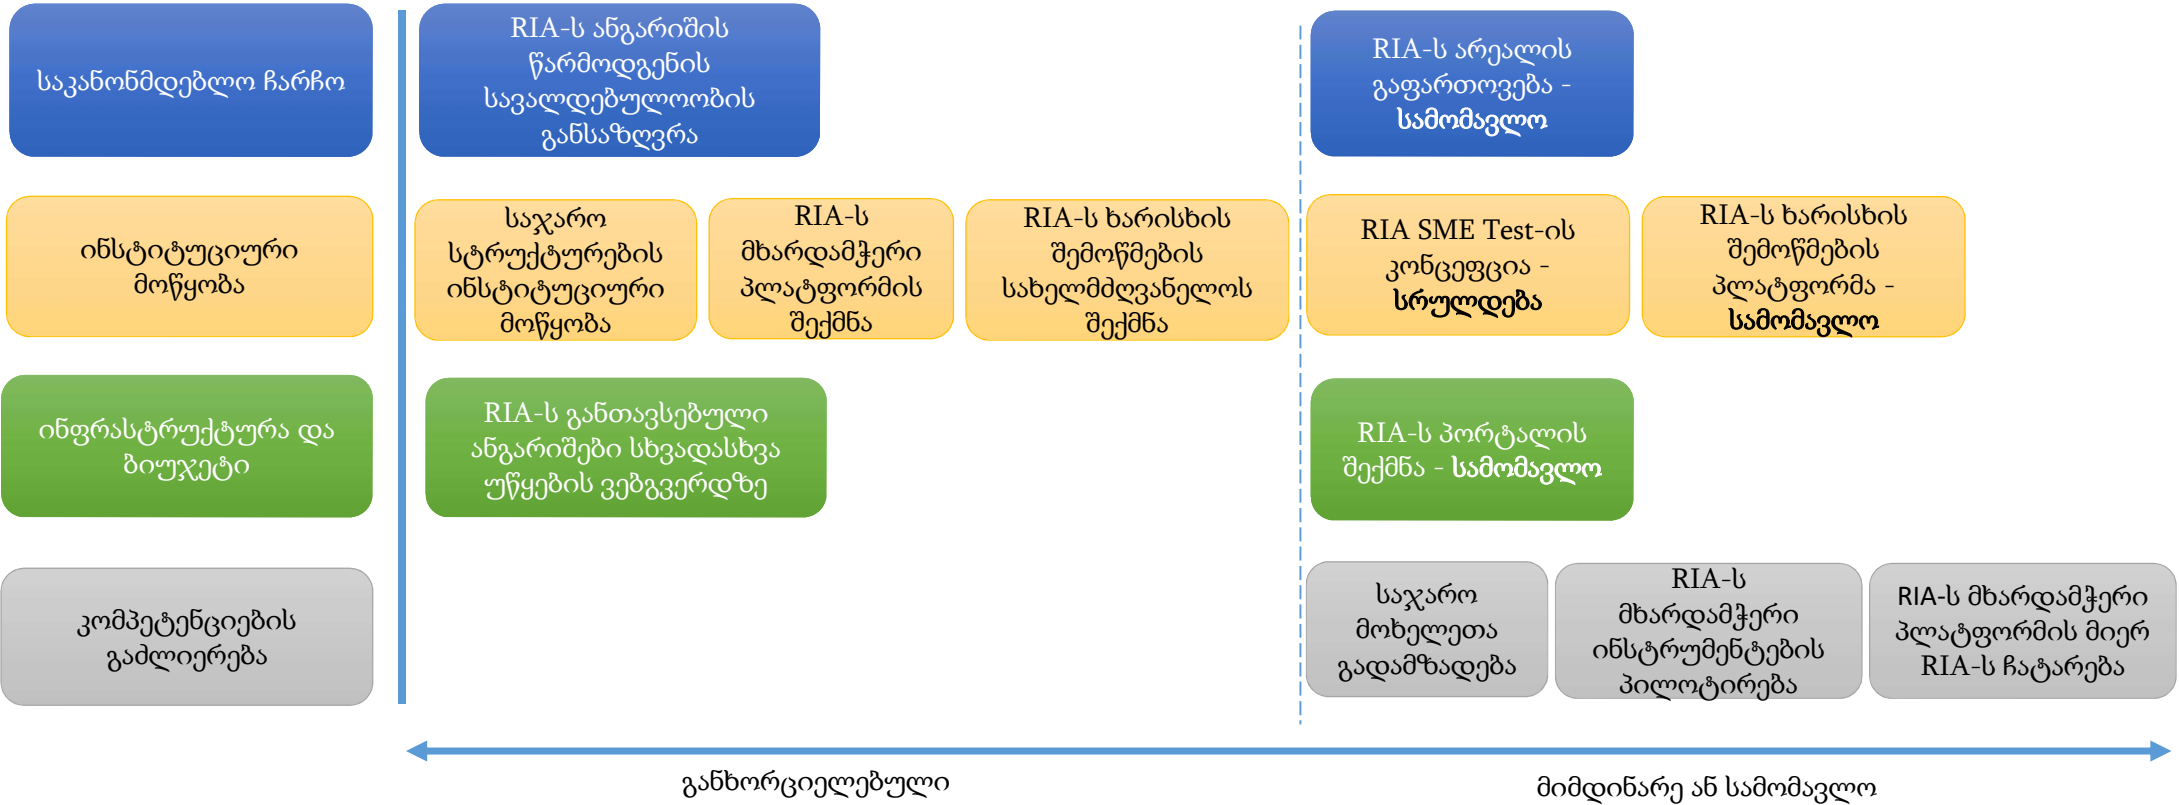 საკანონმდებლო ჩარჩო
RIA-ს ანგარიშის
წარმოდგენის
სავალდებულოობის
განსაზღვრა
RIA-ს არეალის
გაფართოვება -
სამომავლო
ინსტიტუციური
მოწყობა
საჯარო
სტრუქტურების
ინსტიტუციური
მოწყობა
RIA-ს
მხარდამჭერი
პლატფორმის
შექმნა
RIA-ს ხარისხის
შემოწმების
სახელმძღვანელოს
შექმნა
RIA SME Test-ის
კონცეფცია -
სრულდება
RIA-ს ხარისხის
შემოწმების
პლატფორმა -
სამომავლო
ინფრასტრუქტურა და
ბიუჯეტი
RIA-ს განთავსებული
ანგარიშები სხვადასხვა
უწყების ვებგვერდზე
RIA-ს პორტალის
შექმნა - სამომავლო
კომპეტენციების
გაძლიერება
საჯარო
მოხელეთა
გადამზადება
RIA-ს
მხარდამჭერი
ინსტრუმენტების
პილოტირება
RIA-ს მხარდამჭერი
პლატფორმის მიერ
RIA-ს ჩატარება
განხორციელებული
მიმდინარე ან სამომავლო